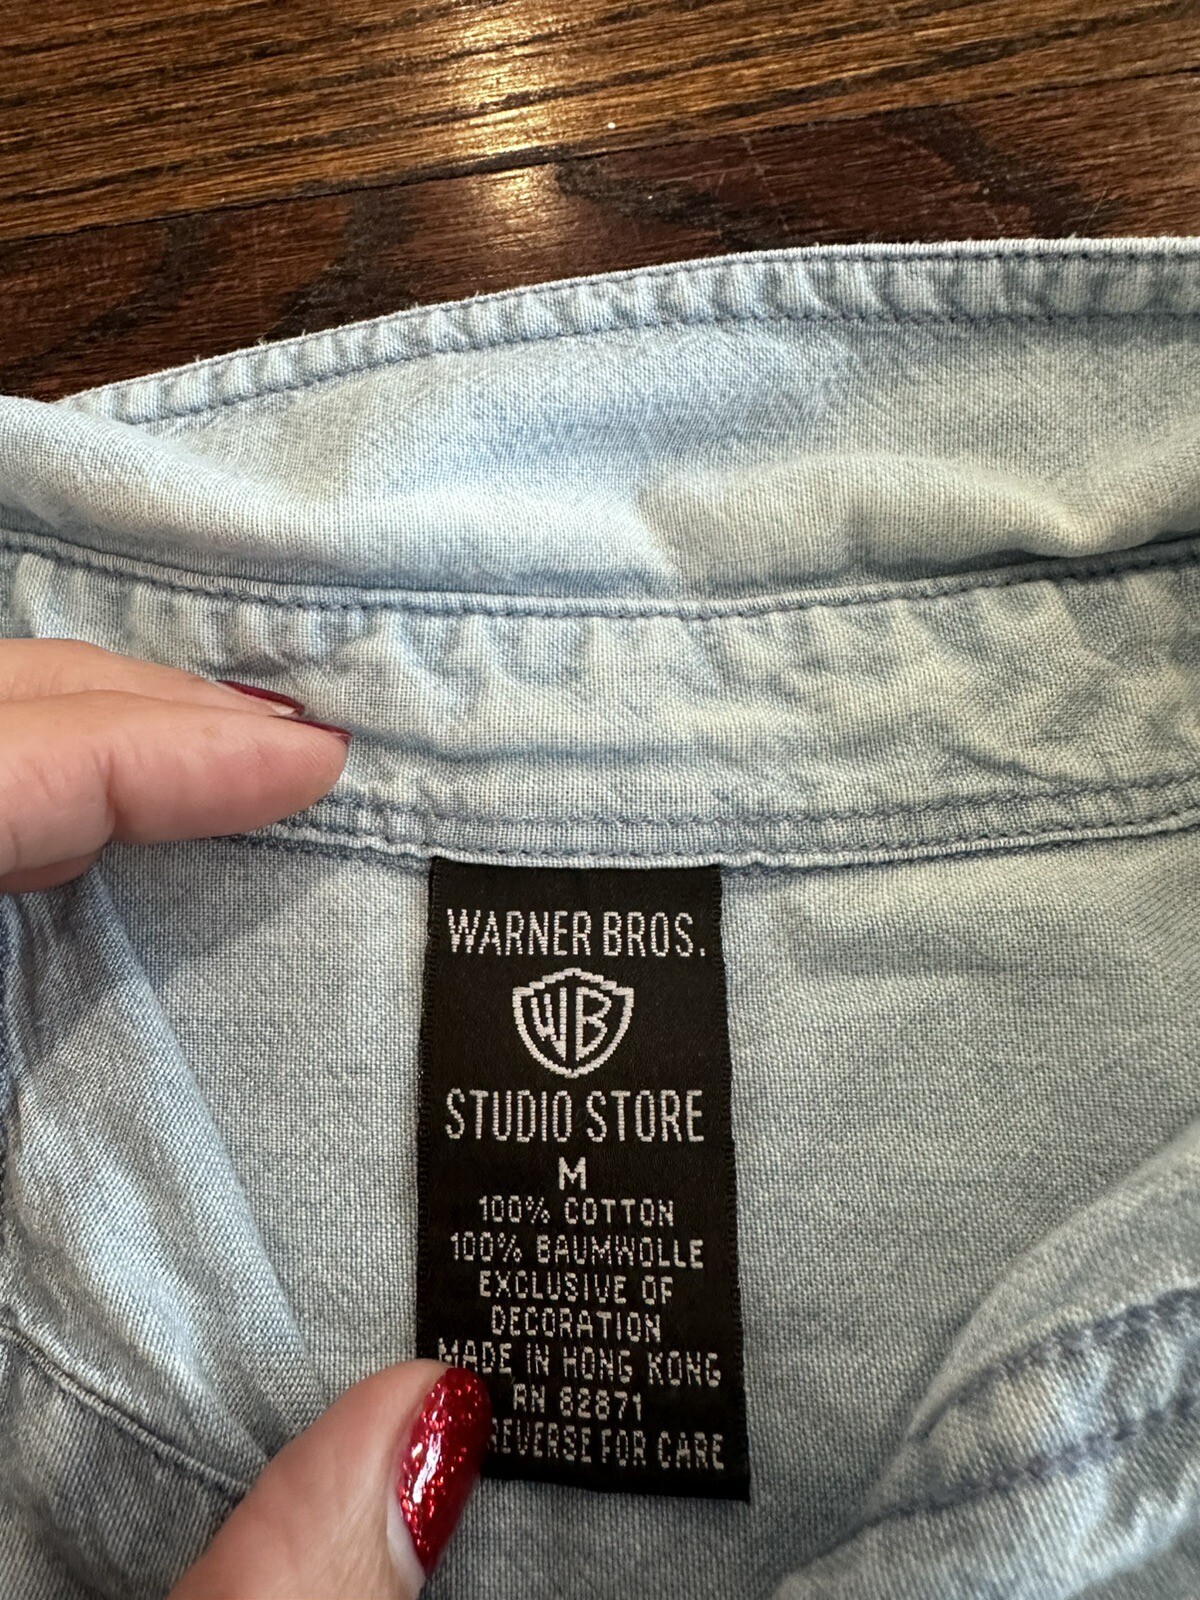 WARNER BROS.
WB
STUDIO STORE
M
100% COTTON
100% BAUMWOLLE
EXCLUSIVE OF
DECORATION
MADE IN HONG KONG
RN 62871
REVERSE FOR CARE